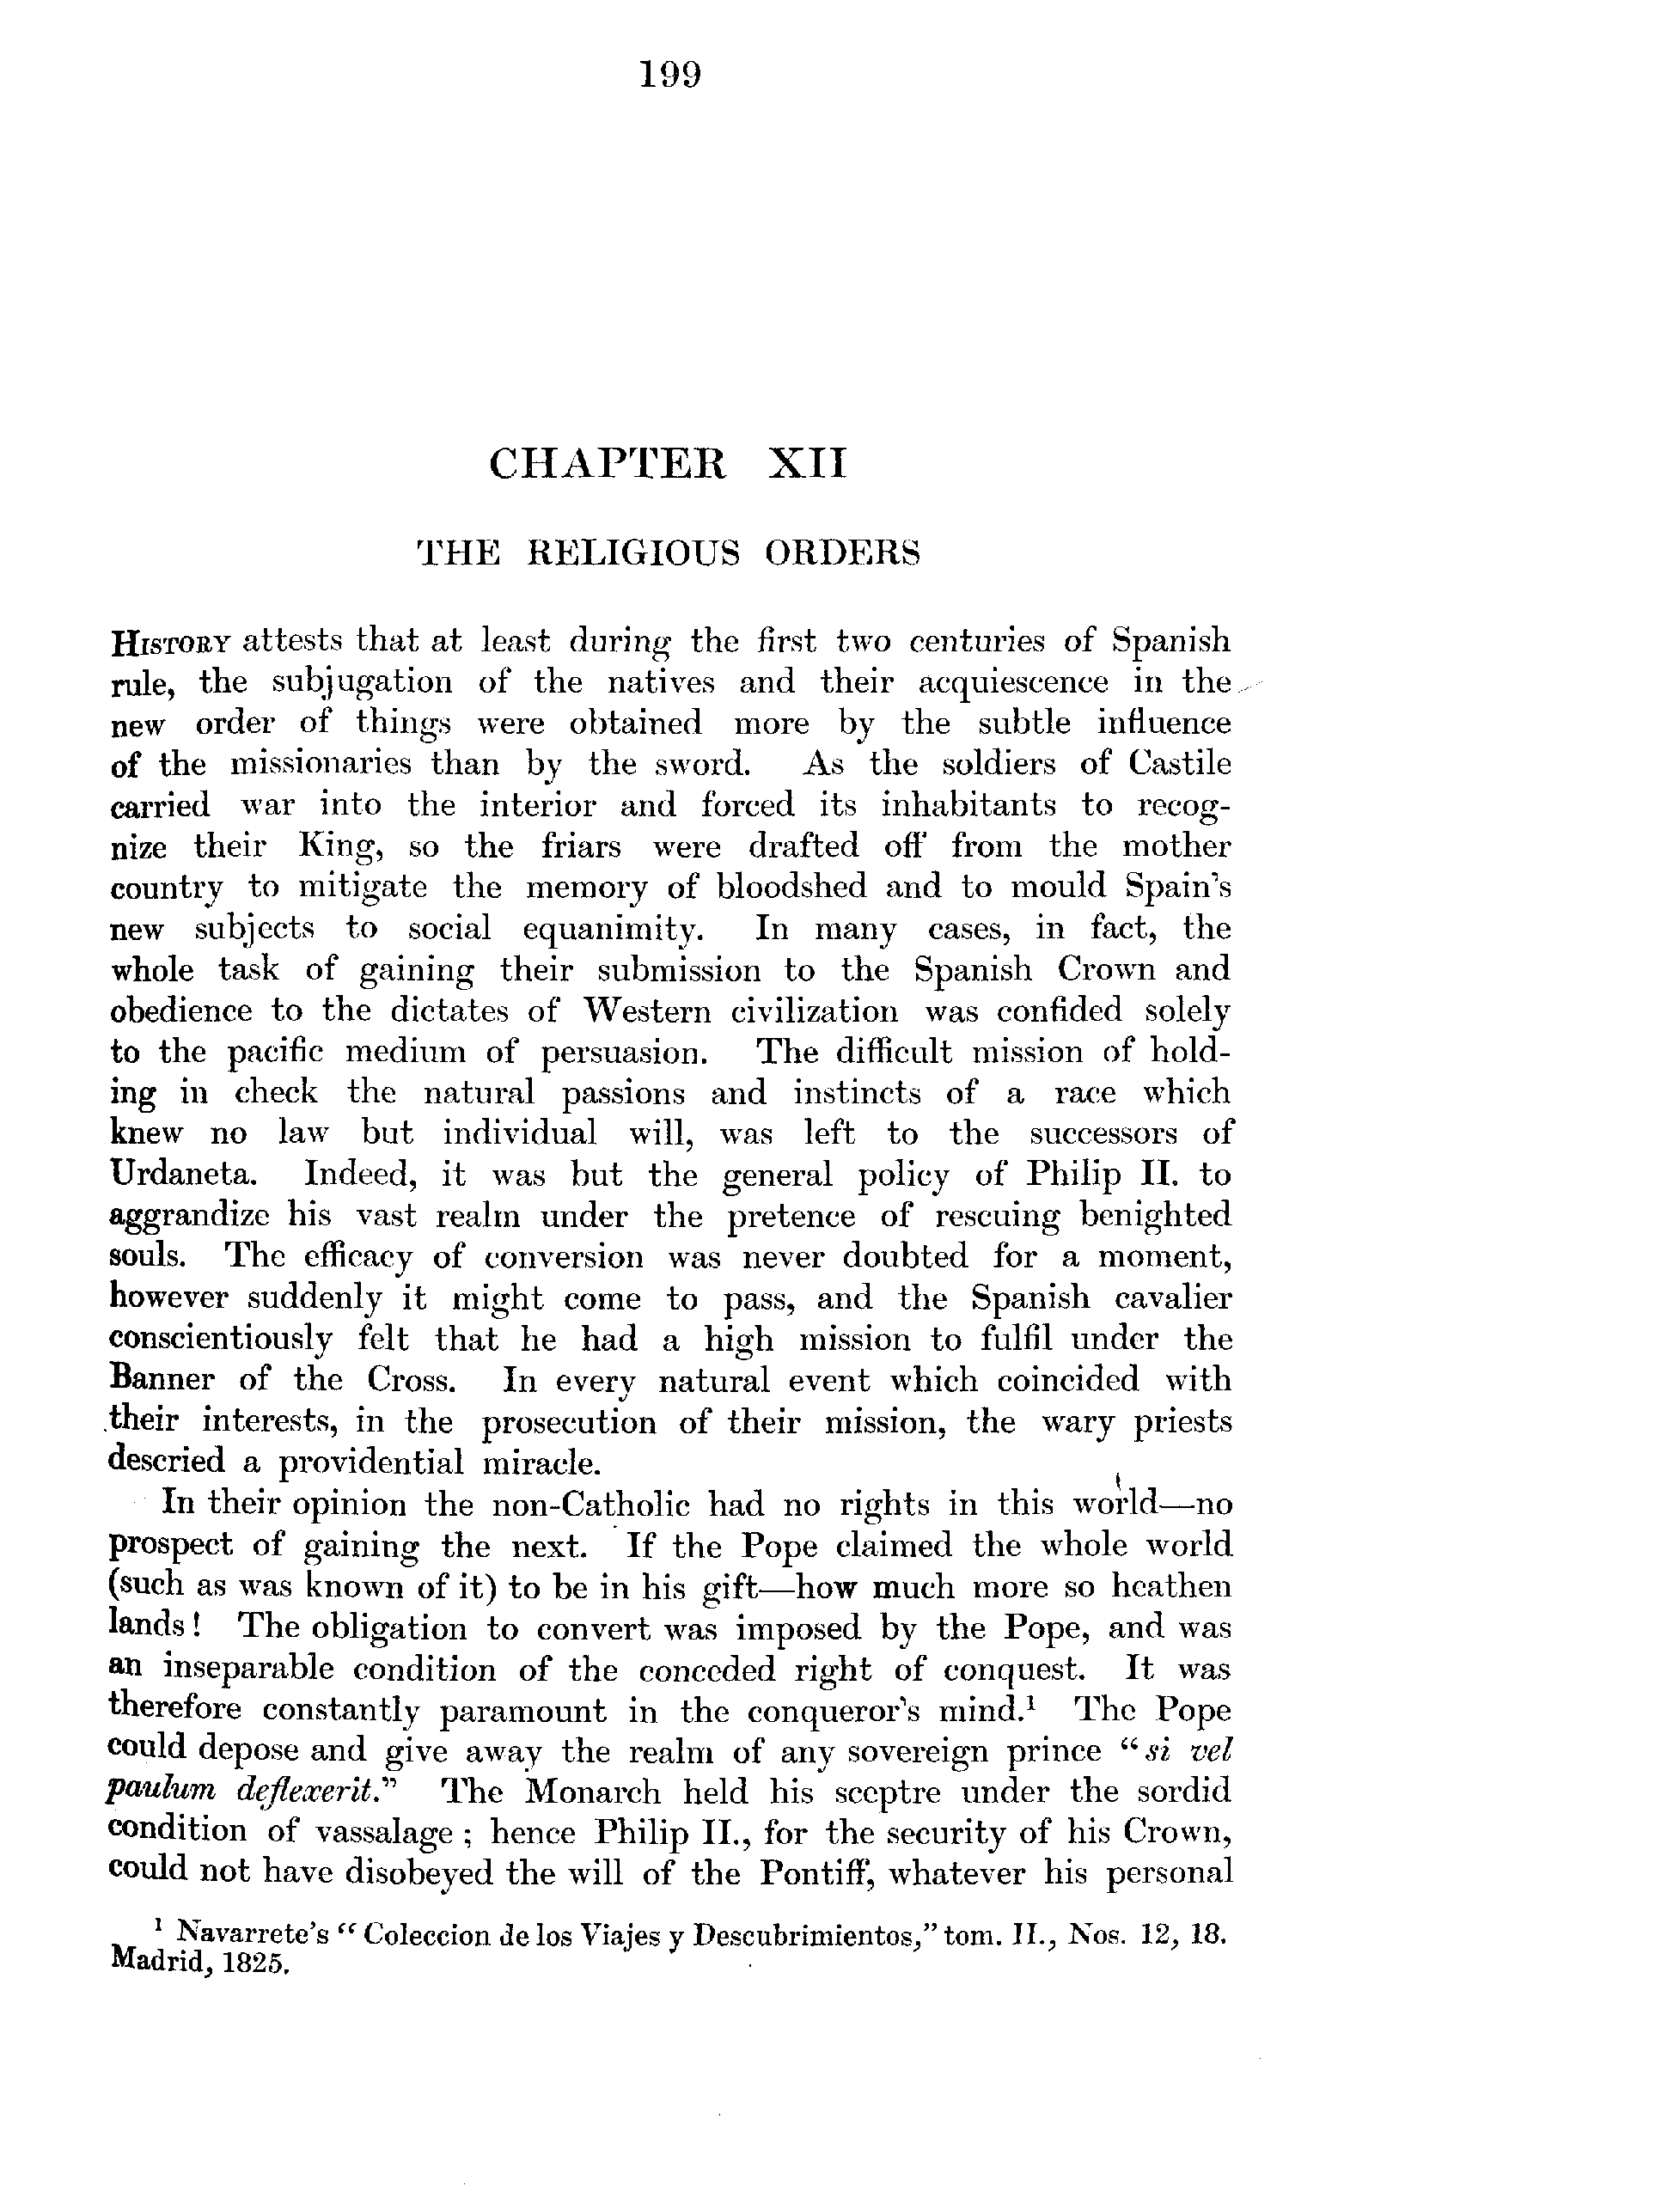 199
CHAPTER XII
THE RELIGIOUS ORDERS
HISTORY attests that at least during the first two centuries of Spanish
rule, the subjugation of the natives and their acquiescence in the
new order of things were obtained more by the subtle influence
of the missionaries than by the sword. As the soldiers of Castile
carried war into the interior and forced its inhabitants to recog-
nize their King, so the friars were drafted off from the mother
country to mitigate the memory of bloodshed and to mould Spain's
new subjects to social equanimity. In many cases, in fact, the
whole task of gaining their submission to the Spanish Crown and
obedience to the dictates of Western civilization was confided solely
to the pacific medium of persuasion. The difficult mission of hold-
ing in check the natural passions and instincts of a race which
knew no law but individual will, was left to the successors of
Urdaneta. Indeed, it was but the general policy of Philip II. to
aggrandize his vast realm under the pretence of rescuing benighted
souls. The efficacy of conversion was never doubted for a moment,
however suddenly it might come to pass, and the Spanish cavalier
conscientiously felt that he had a high mission to fulfil under the
Banner of the Cross. In every natural event which coincided with
their interests, in the prosecution of their mission, the wary priests
descried a providential miracle.
In their opinion the non-Catholic had no rights in this world—no
prospect of gaining the next. If the Pope claimed the whole world
(such as was known of it) to be in his gift—how much more so heathen
lands! The obligation to convert was imposed by the Pope, and was
an inseparable condition of the conceded right of conquest. It was
therefore constantly paramount in the conqueror's mind.¹ The Pope
could depose and give away the realm of any sovereign prince "si vel
paulum deflexerit." The Monarch held his sceptre under the sordid
condition of vassalage; hence Philip II., for the security of his Crown,
could not have disobeyed the will of the Pontiff, whatever his personal
¹ Navarrete's "Coleccion de los Viajes y Descubrimientos," tom. II., Nos. 12, 18.
Madrid, 1825.